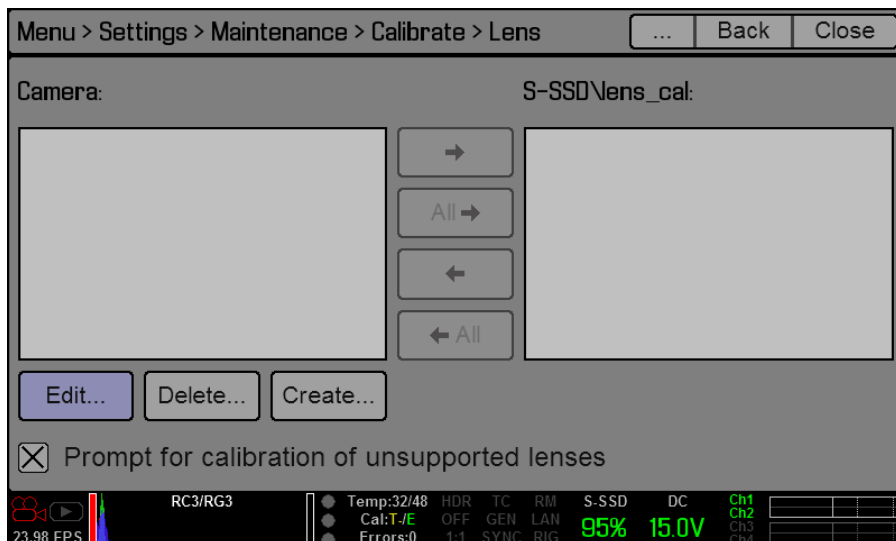 Menu > Settings > Maintenance > Calibrate > Lens ... Back Close
Camera: S-SSD\lens_cal:
All
All
Edit... Delete... Create...
Prompt for calibration of unsupported lenses
RC3/RG3 Temp:32/48 HDR TC RM S-SSD DC Ch1
Cal:T-/E OFF GEN LAN 95% 15.0V Ch2
23.98 FPS Errors:0 1:1 SYNC RIG Ch3
Ch4